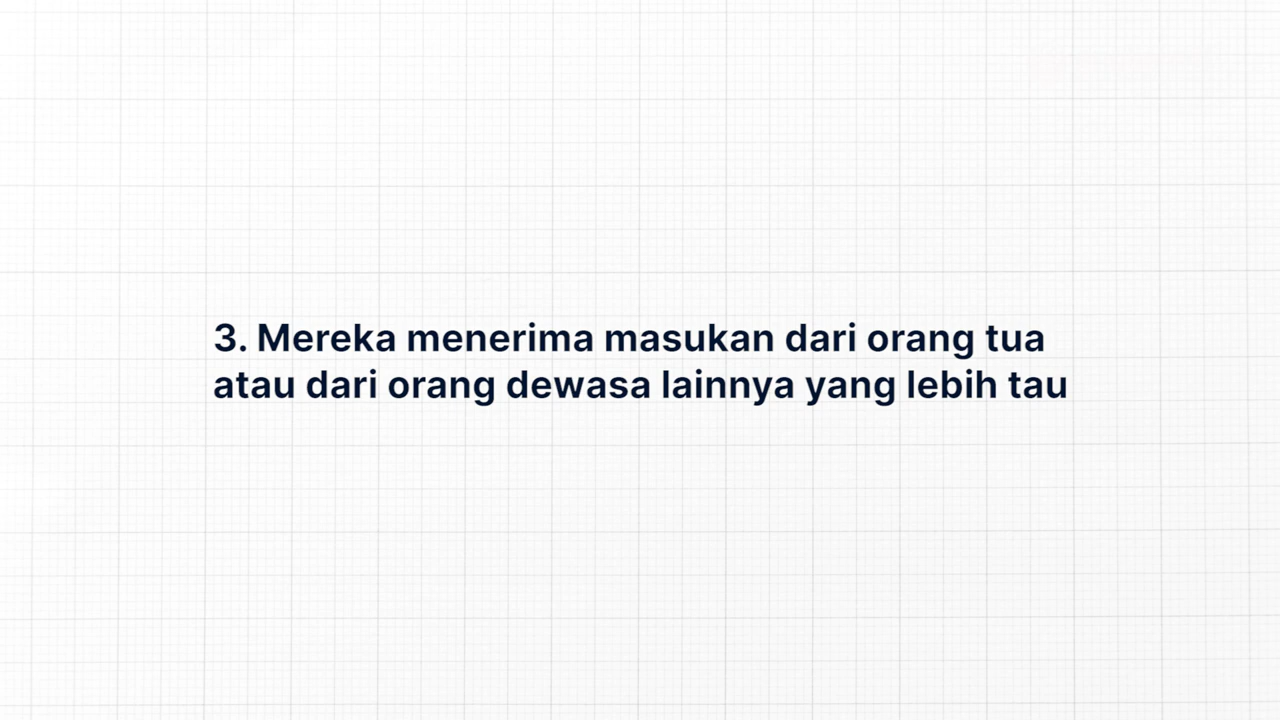 3. Mereka menerima masukan dari orang tua
atau dari orang dewasa lainnya yang lebih tau